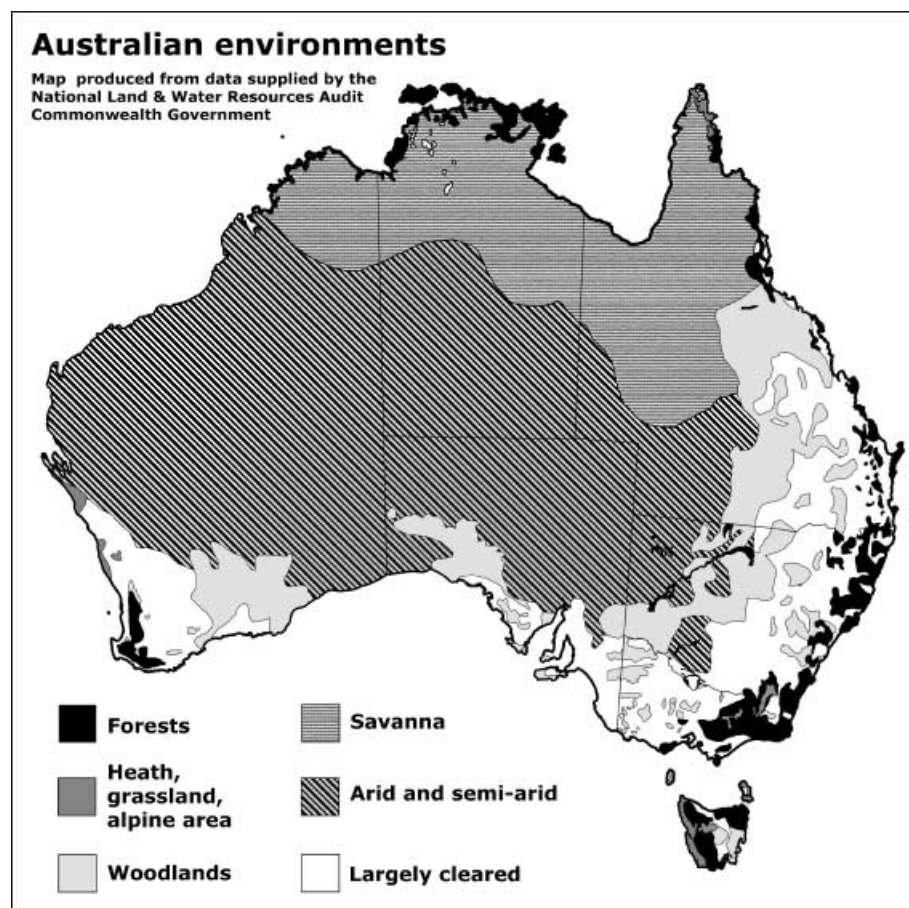 Australian environments
Map produced from data supplied by the
National Land & Water Resources Audit
Commonwealth Government
Forests
Heath,
grassland,
alpine area
Woodlands
Savanna
Arid and semi-arid
Largely cleared